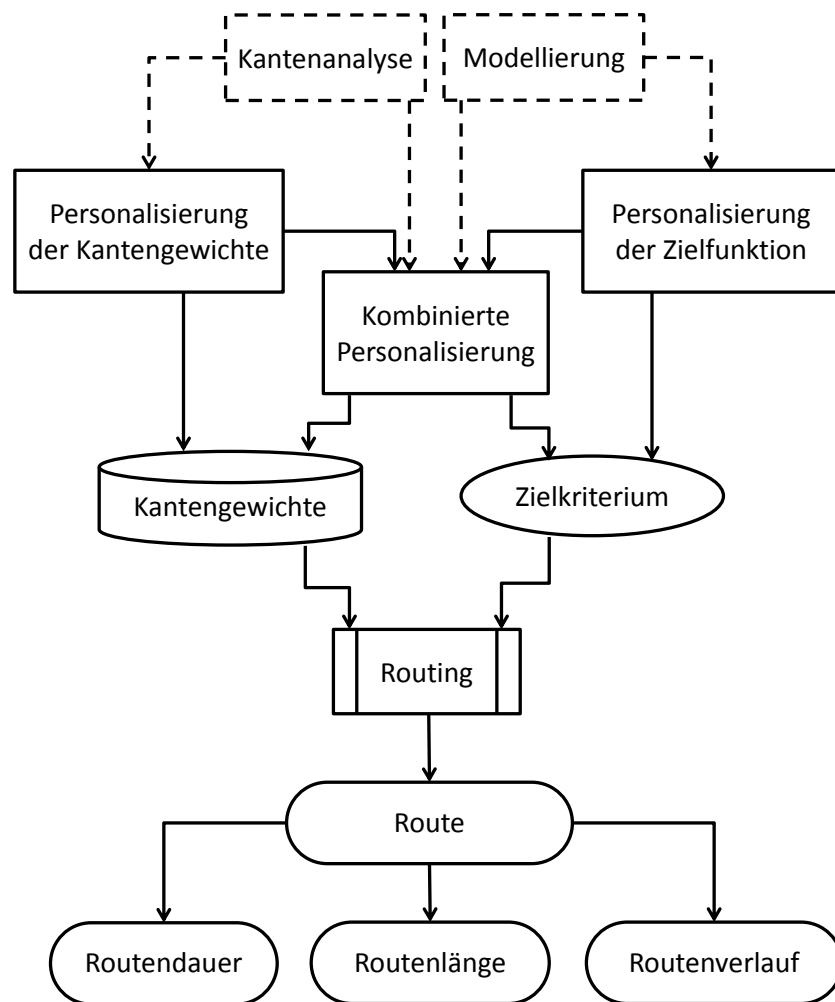 Kantenanalyse
Modellierung
Personalisierung
der Kantengewichte
Personalisierung
der Zielfunktion
Kombinierte
Personalisierung
Kantengewichte
Zielkriterium
Routing
Route
Routendauer
Routenlänge
Routenverlauf